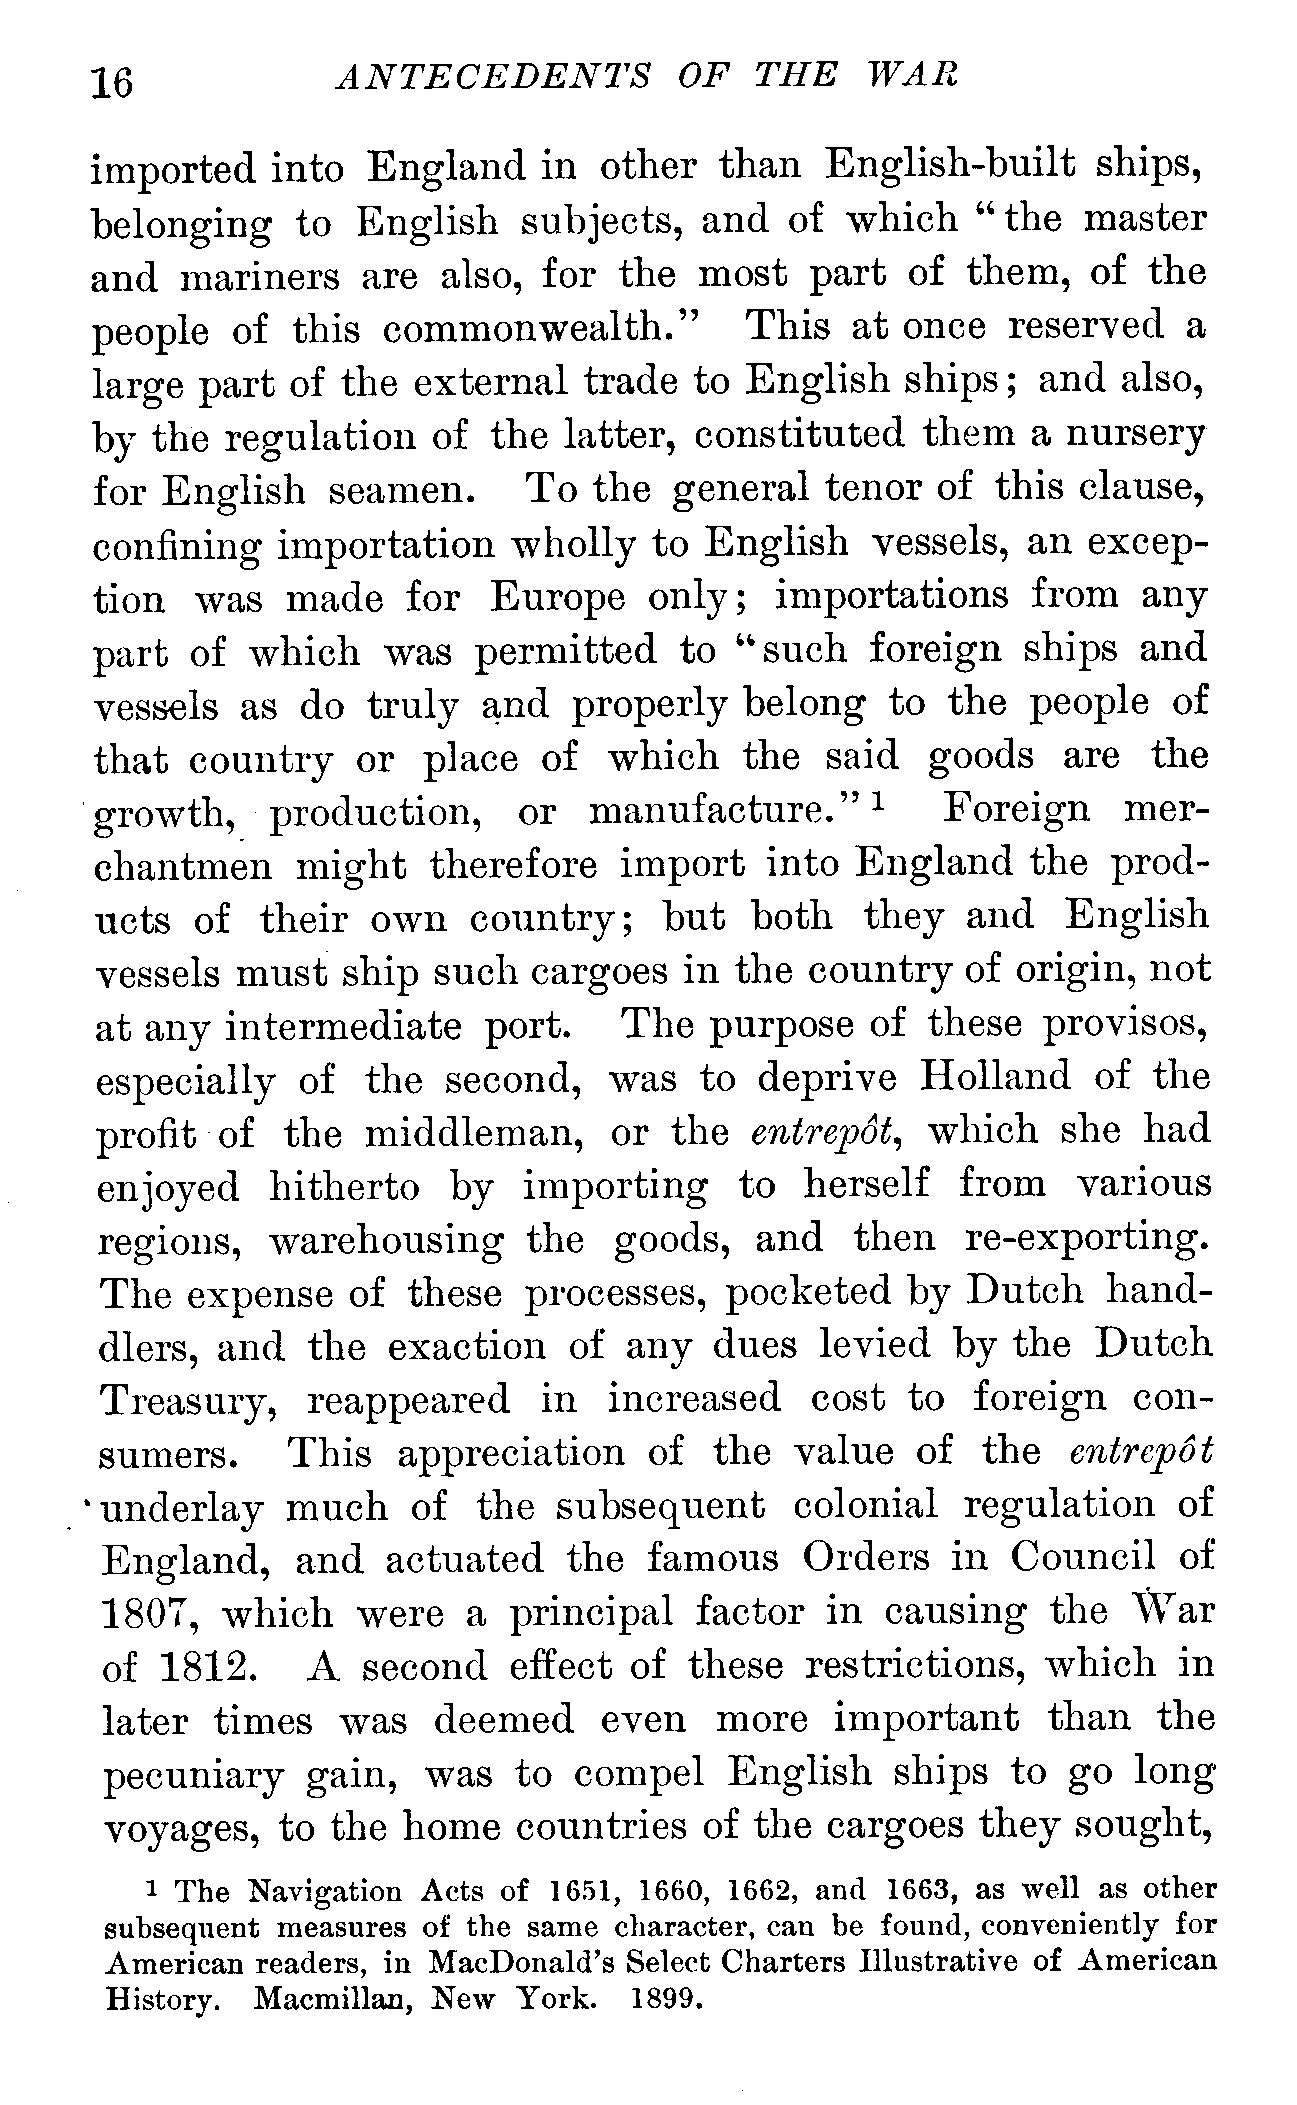 16 ANTECEDENTS OF THE WAR
imported into England in other than English-built ships,
belonging to English subjects, and of which “the master
and mariners are also, for the most part of them, of the
people of this commonwealth.” This at once reserved a
large part of the external trade to English ships; and also,
by the regulation of the latter, constituted them a nursery
for English seamen. To the general tenor of this clause,
confining importation wholly to English vessels, an excep-
tion was made for Europe only; importations from any
part of which was permitted to “such foreign ships and
vessels as do truly and properly belong to the people of
that country or place of which the said goods are the
growth, production, or manufacture.” 1 Foreign mer-
chantmen might therefore import into England the prod-
ucts of their own country; but both they and English
vessels must ship such cargoes in the country of origin, not
at any intermediate port. The purpose of these provisos,
especially of the second, was to deprive Holland of the
profit of the middleman, or the entrepôt, which she had
enjoyed hitherto by importing to herself from various
regions, warehousing the goods, and then re-exporting.
The expense of these processes, pocketed by Dutch hand-
dlers, and the exaction of any dues levied by the Dutch
Treasury, reappeared in increased cost to foreign con-
sumers. This appreciation of the value of the entrepôt
underlay much of the subsequent colonial regulation of
England, and actuated the famous Orders in Council of
1807, which were a principal factor in causing the War
of 1812. A second effect of these restrictions, which in
later times was deemed even more important than the
pecuniary gain, was to compel English ships to go long
voyages, to the home countries of the cargoes they sought,
1 The Navigation Acts of 1651, 1660, 1662, and 1663, as well as other
subsequent measures of the same character, can be found, conveniently for
American readers, in MacDonald's Select Charters Illustrative of American
History. Macmillan, New York. 1899.